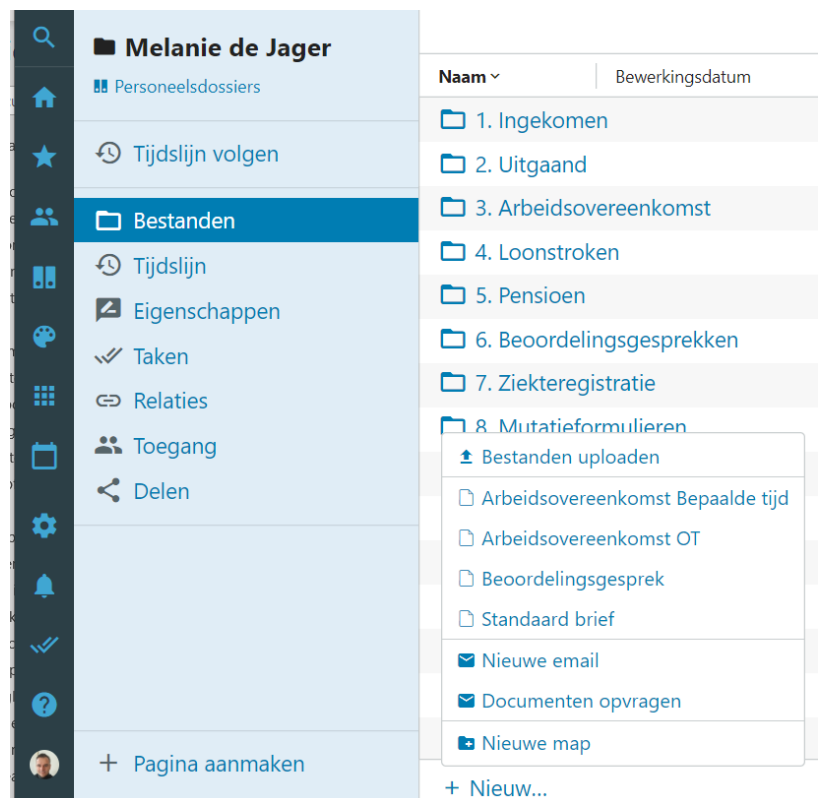 Melanie de Jager
Personeelsdossiers
Tijdslijn volgen
Bestanden
Tijdslijn
Eigenschappen
Taken
Relaties
Toegang
Delen
Pagina aanmaken
Naam
Bewerkingsdatum
1. Ingekomen
2. Uitgaand
3. Arbeidsovereenkomst
4. Loonstroken
5. Pensioen
6. Beoordelingsgesprekken
7. Ziekteregistratie
8. Mutatieformulieren
Bestanden uploaden
Arbeidsovereenkomst Bepaalde tijd
Arbeidsovereenkomst OT
Beoordelingsgesprek
Standaard brief
Nieuwe email
Documenten opvragen
Nieuwe map
+ Nieuw...